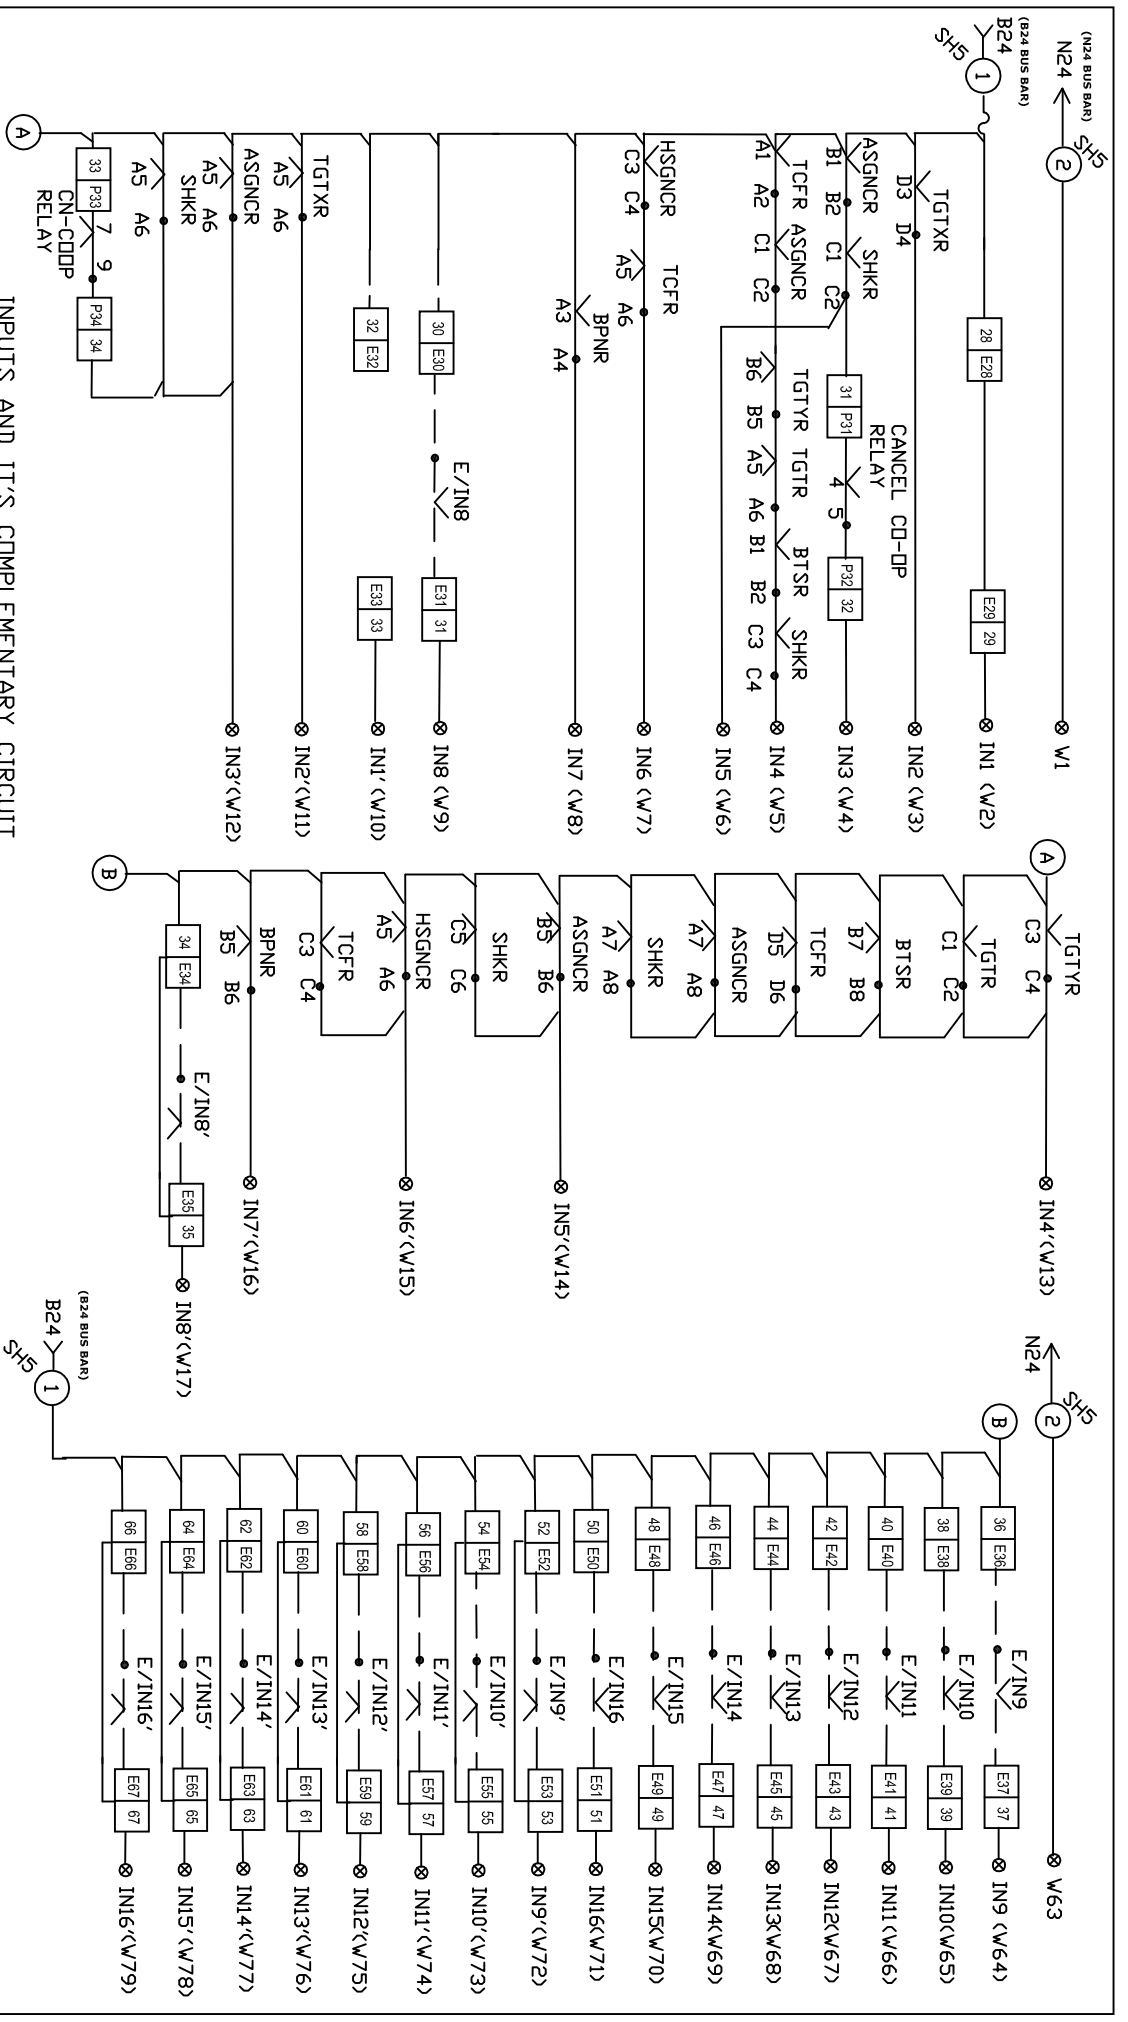 (N24 BUS BAR)
N24
SH5
2
W1
(B24 BUS BAR)
B24
SH5
1
28 E28
E29 29
IN1 (W2)
TGTXR
D3 D4
IN2 (W3)
ASGNCR
B1 B2
SHKR
C1 C2
31 P31
CANCEL CO-OP
RELAY
4 5
P32 32
IN3 (W4)
TCFR
A1 A2
ASGNCR
C1 C2
TGTYR
B6 B5
TGTR
A5 A6
BTSR
B1 B2
SHKR
C3 C4
IN4 (W5)
IN5 (W6)
HSGNCR
C3 C4
TCFR
A5 A6
IN6 (W7)
BPNR
A3 A4
IN7 (W8)
30 E30
E/IN8
E31 31
IN8 (W9)
32 E32
E33 33
IN1'(W10)
TGTXR
A5 A6
IN2'(W11)
ASGNCR
A5 A6
IN3'(W12)
SHKR
A5 A6
33 P33
7 9
CN-COOP
RELAY
P34 34
A
INPUTS AND IT'S COMPLEMENTARY CIRCUIT
A
TGTYR
C3 C4
IN4'(W13)
TGTR
C1 C2
BTSR
B7 B8
TCFR
D5 D6
ASGNCR
A7 A8
SHKR
A7 A8
ASGNCR
B5 B6
IN5'(W14)
SHKR
C5 C6
HSGNCR
A5 A6
IN6'(W15)
TCFR
C3 C4
BPNR
B5 B6
IN7'(W16)
34 E34
E/IN8'
E35 35
IN8'(W17)
B
N24
SH5
2
W63
B
36 E36
E/IN9
E37 37
IN9 (W64)
38 E38
E/IN10
E39 39
IN10(W65)
40 E40
E/IN11
E41 41
IN11 (W66)
42 E42
E/IN12
E43 43
IN12(W67)
44 E44
E/IN13
E45 45
IN13(W68)
46 E46
E/IN14
E47 47
IN14(W69)
48 E48
E/IN15
E49 49
IN15(W70)
50 E50
E/IN16
E51 51
IN16(W71)
52 E52
E/IN9'
E53 53
IN9'(W72)
54 E54
E/IN10'
E55 55
IN10'(W73)
56 E56
E/IN11'
E57 57
IN11'(W74)
58 E58
E/IN12'
E59 59
IN12'(W75)
60 E60
E/IN13'
E61 61
IN13'(W76)
62 E62
E/IN14'
E63 63
IN14'(W77)
64 E64
E/IN15'
E65 65
IN15'(W78)
66 E66
E/IN16'
E67 67
IN16'(W79)
(B24 BUS BAR)
B24
SH5
1